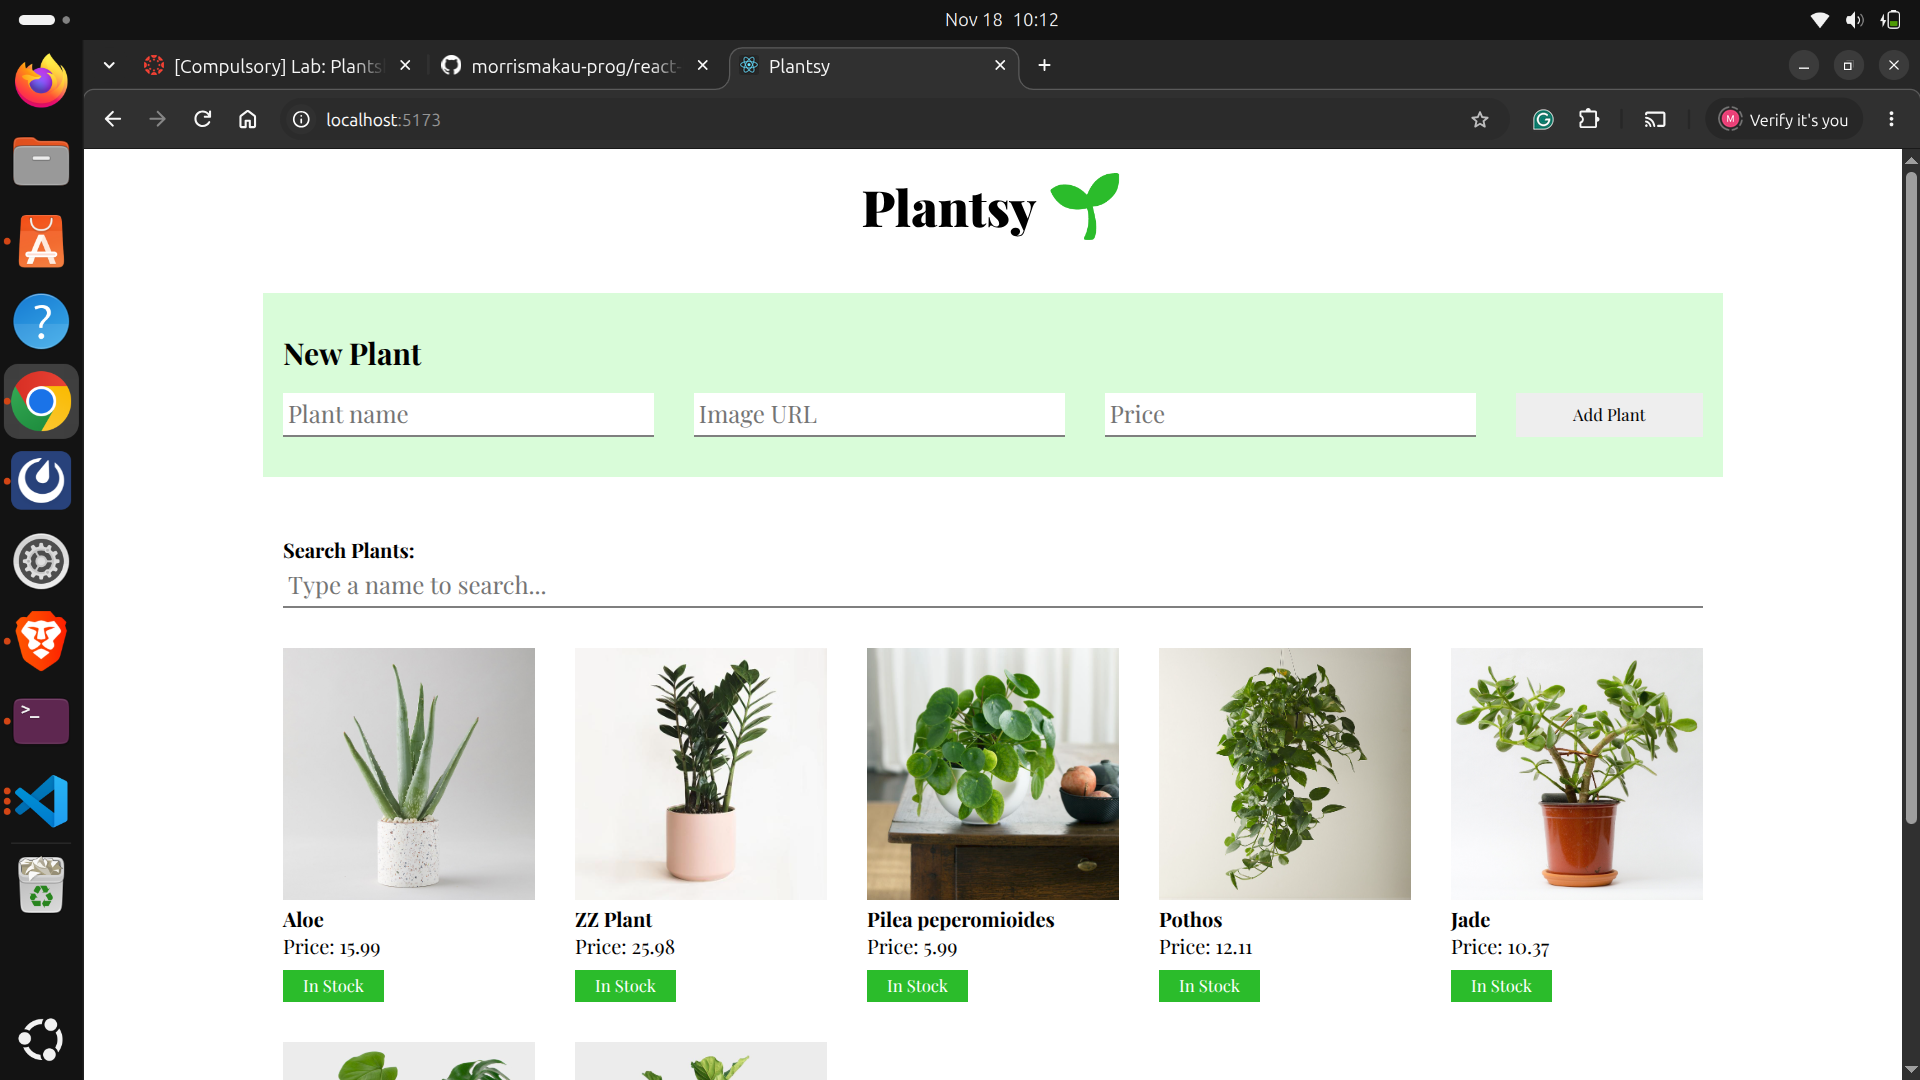 Nov 18 10:12
[Compulsory] Lab: Plants
morrismakau-prog/react-
Plantsy
localhost:5173
M
Verify it's you
Plantsy
New Plant
Plant name
Image URL
Price
Add Plant
Search Plants:
Type a name to search...
Aloe
Price: 15.99
In Stock
ZZ Plant
Price: 25.98
In Stock
Pilea peperomioides
Price: 5.99
In Stock
Pothos
Price: 12.11
In Stock
Jade
Price: 10.37
In Stock